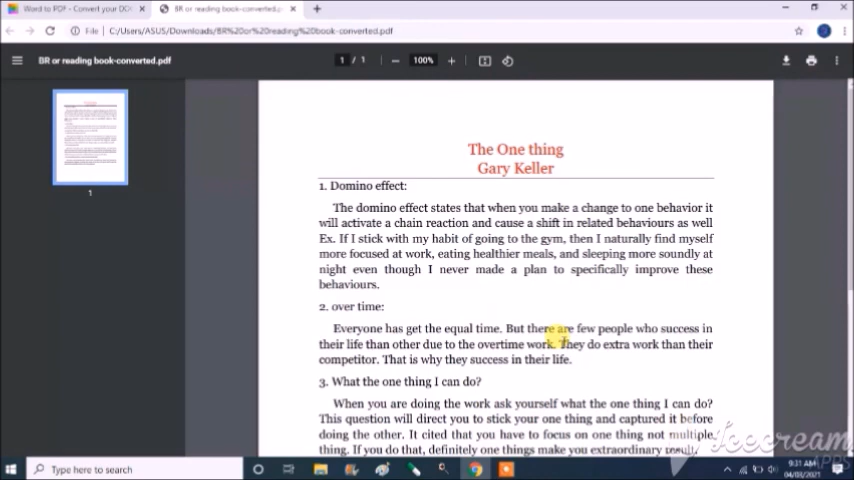 Word to PDF - Convert your DOC
BR or reading book-converted.pdf
File
C:/Users/ASUS/Downloads/BR%20or%20reading%20book-converted.pdf
BR or reading book-converted.pdf
1 / 1
100%
1
The One thing
Gary Keller
1. Domino effect:
The domino effect states that when you make a change to one behavior it
will activate a chain reaction and cause a shift in related behaviours as well
Ex. If I stick with my habit of going to the gym, then I naturally find myself
more focused at work, eating healthier meals, and sleeping more soundly at
night even though I never made a plan to specifically improve these
behaviours.
2. over time:
Everyone has get the equal time. But there are few people who success in
their life than other due to the overtime work. They do extra work than their
competitor. That is why they success in their life.
3. What the one thing I can do?
When you are doing the work ask yourself what the one thing I can do?
This question will direct you to stick your one thing and captured it before
doing the other. It cited that you have to focus on one thing not multiple
thing. If you do that, definitely one things make you extraordinary result.
Icecream
APPS
Type here to search
9:31 AM
04/03/2021